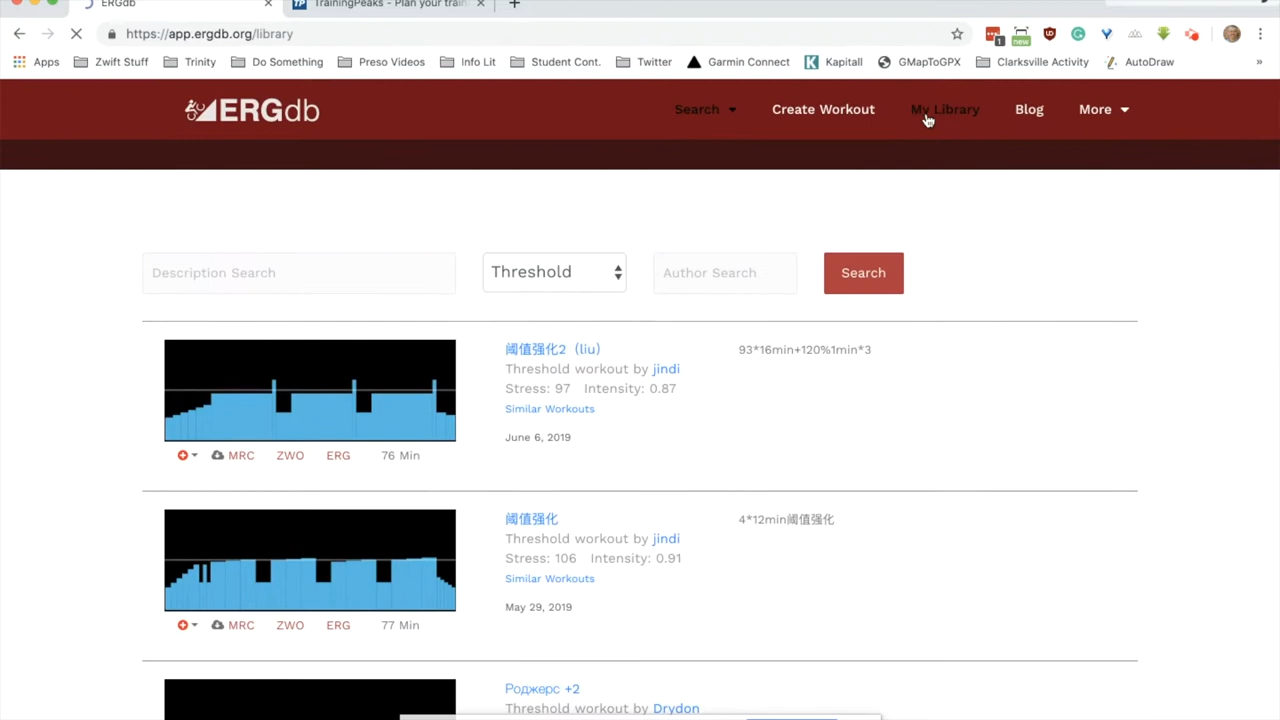 ERGdb
TrainingPeaks - Plan your train
https://app.ergdb.org/library
1
new
Apps
Zwift Stuff
Trinity
Do Something
Preso Videos
Info Lit
Student Cont.
Twitter
Garmin Connect
Kapitall
GMapToGPX
Clarksville Activity
AutoDraw
»
ERGdb
Search
Create Workout
My Library
Blog
More
Description Search
Threshold
Author Search
Search
阈值强化2（liu）
93*16min+120%1min*3
Threshold workout by jindi
Stress: 97 Intensity: 0.87
Similar Workouts
June 6, 2019
MRC ZWO ERG 76 Min
阈值强化
4*12min阈值强化
Threshold workout by jindi
Stress: 106 Intensity: 0.91
Similar Workouts
May 29, 2019
MRC ZWO ERG 77 Min
Роджерс +2
Threshold workout by Drydon